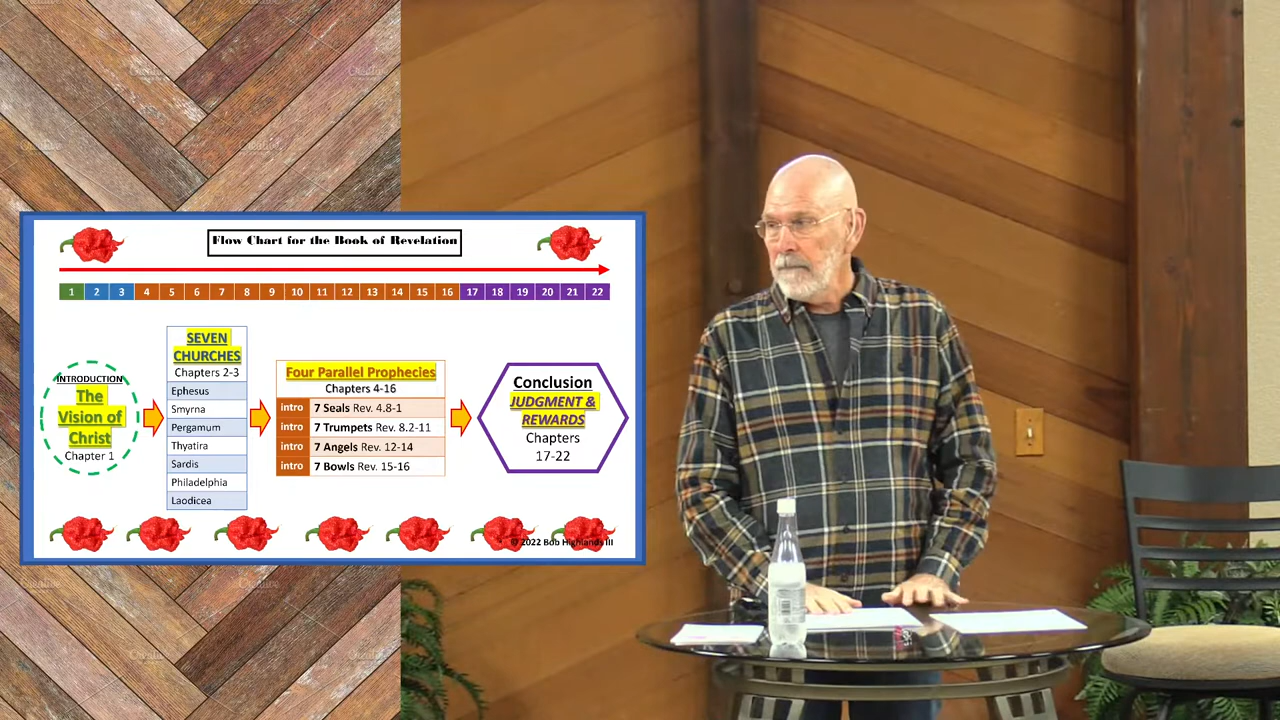 Flow Chart for the Book of Revelation
1 2 3 4 5 6 7 8 9 10 11 12 13 14 15 16 17 18 19 20 21 22
INTRODUCTION
The
Vision of
Christ
Chapter 1
SEVEN
CHURCHES
Chapters 2-3
Ephesus
Smyrna
Pergamum
Thyatira
Sardis
Philadelphia
Laodicea
Four Parallel Prophecies
Chapters 4-16
intro 7 Seals Rev. 4.8-1
intro 7 Trumpets Rev. 8.2-11
intro 7 Angels Rev. 12-14
intro 7 Bowls Rev. 15-16
Conclusion
JUDGMENT &
REWARDS
Chapters
17-22
© 2022 Bob Highlands III